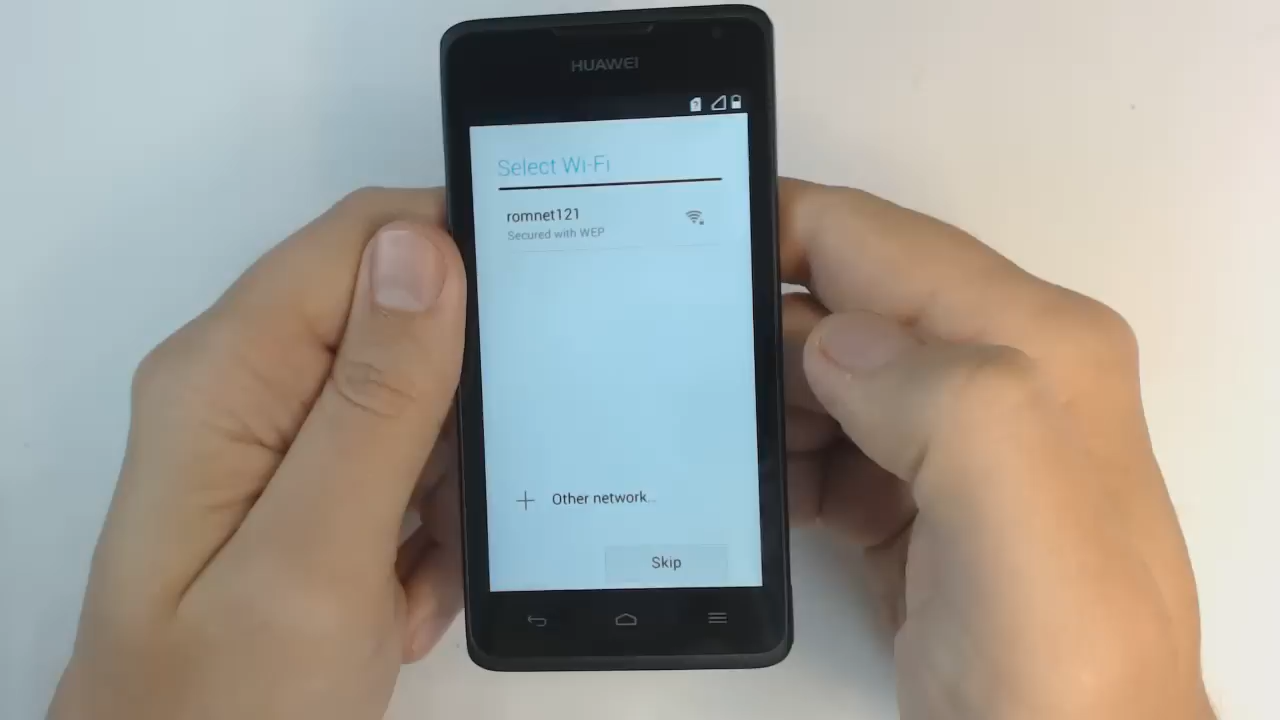 HUAWEI
Select Wi-Fi
romnet121
Secured with WEP
Other network..
Skip